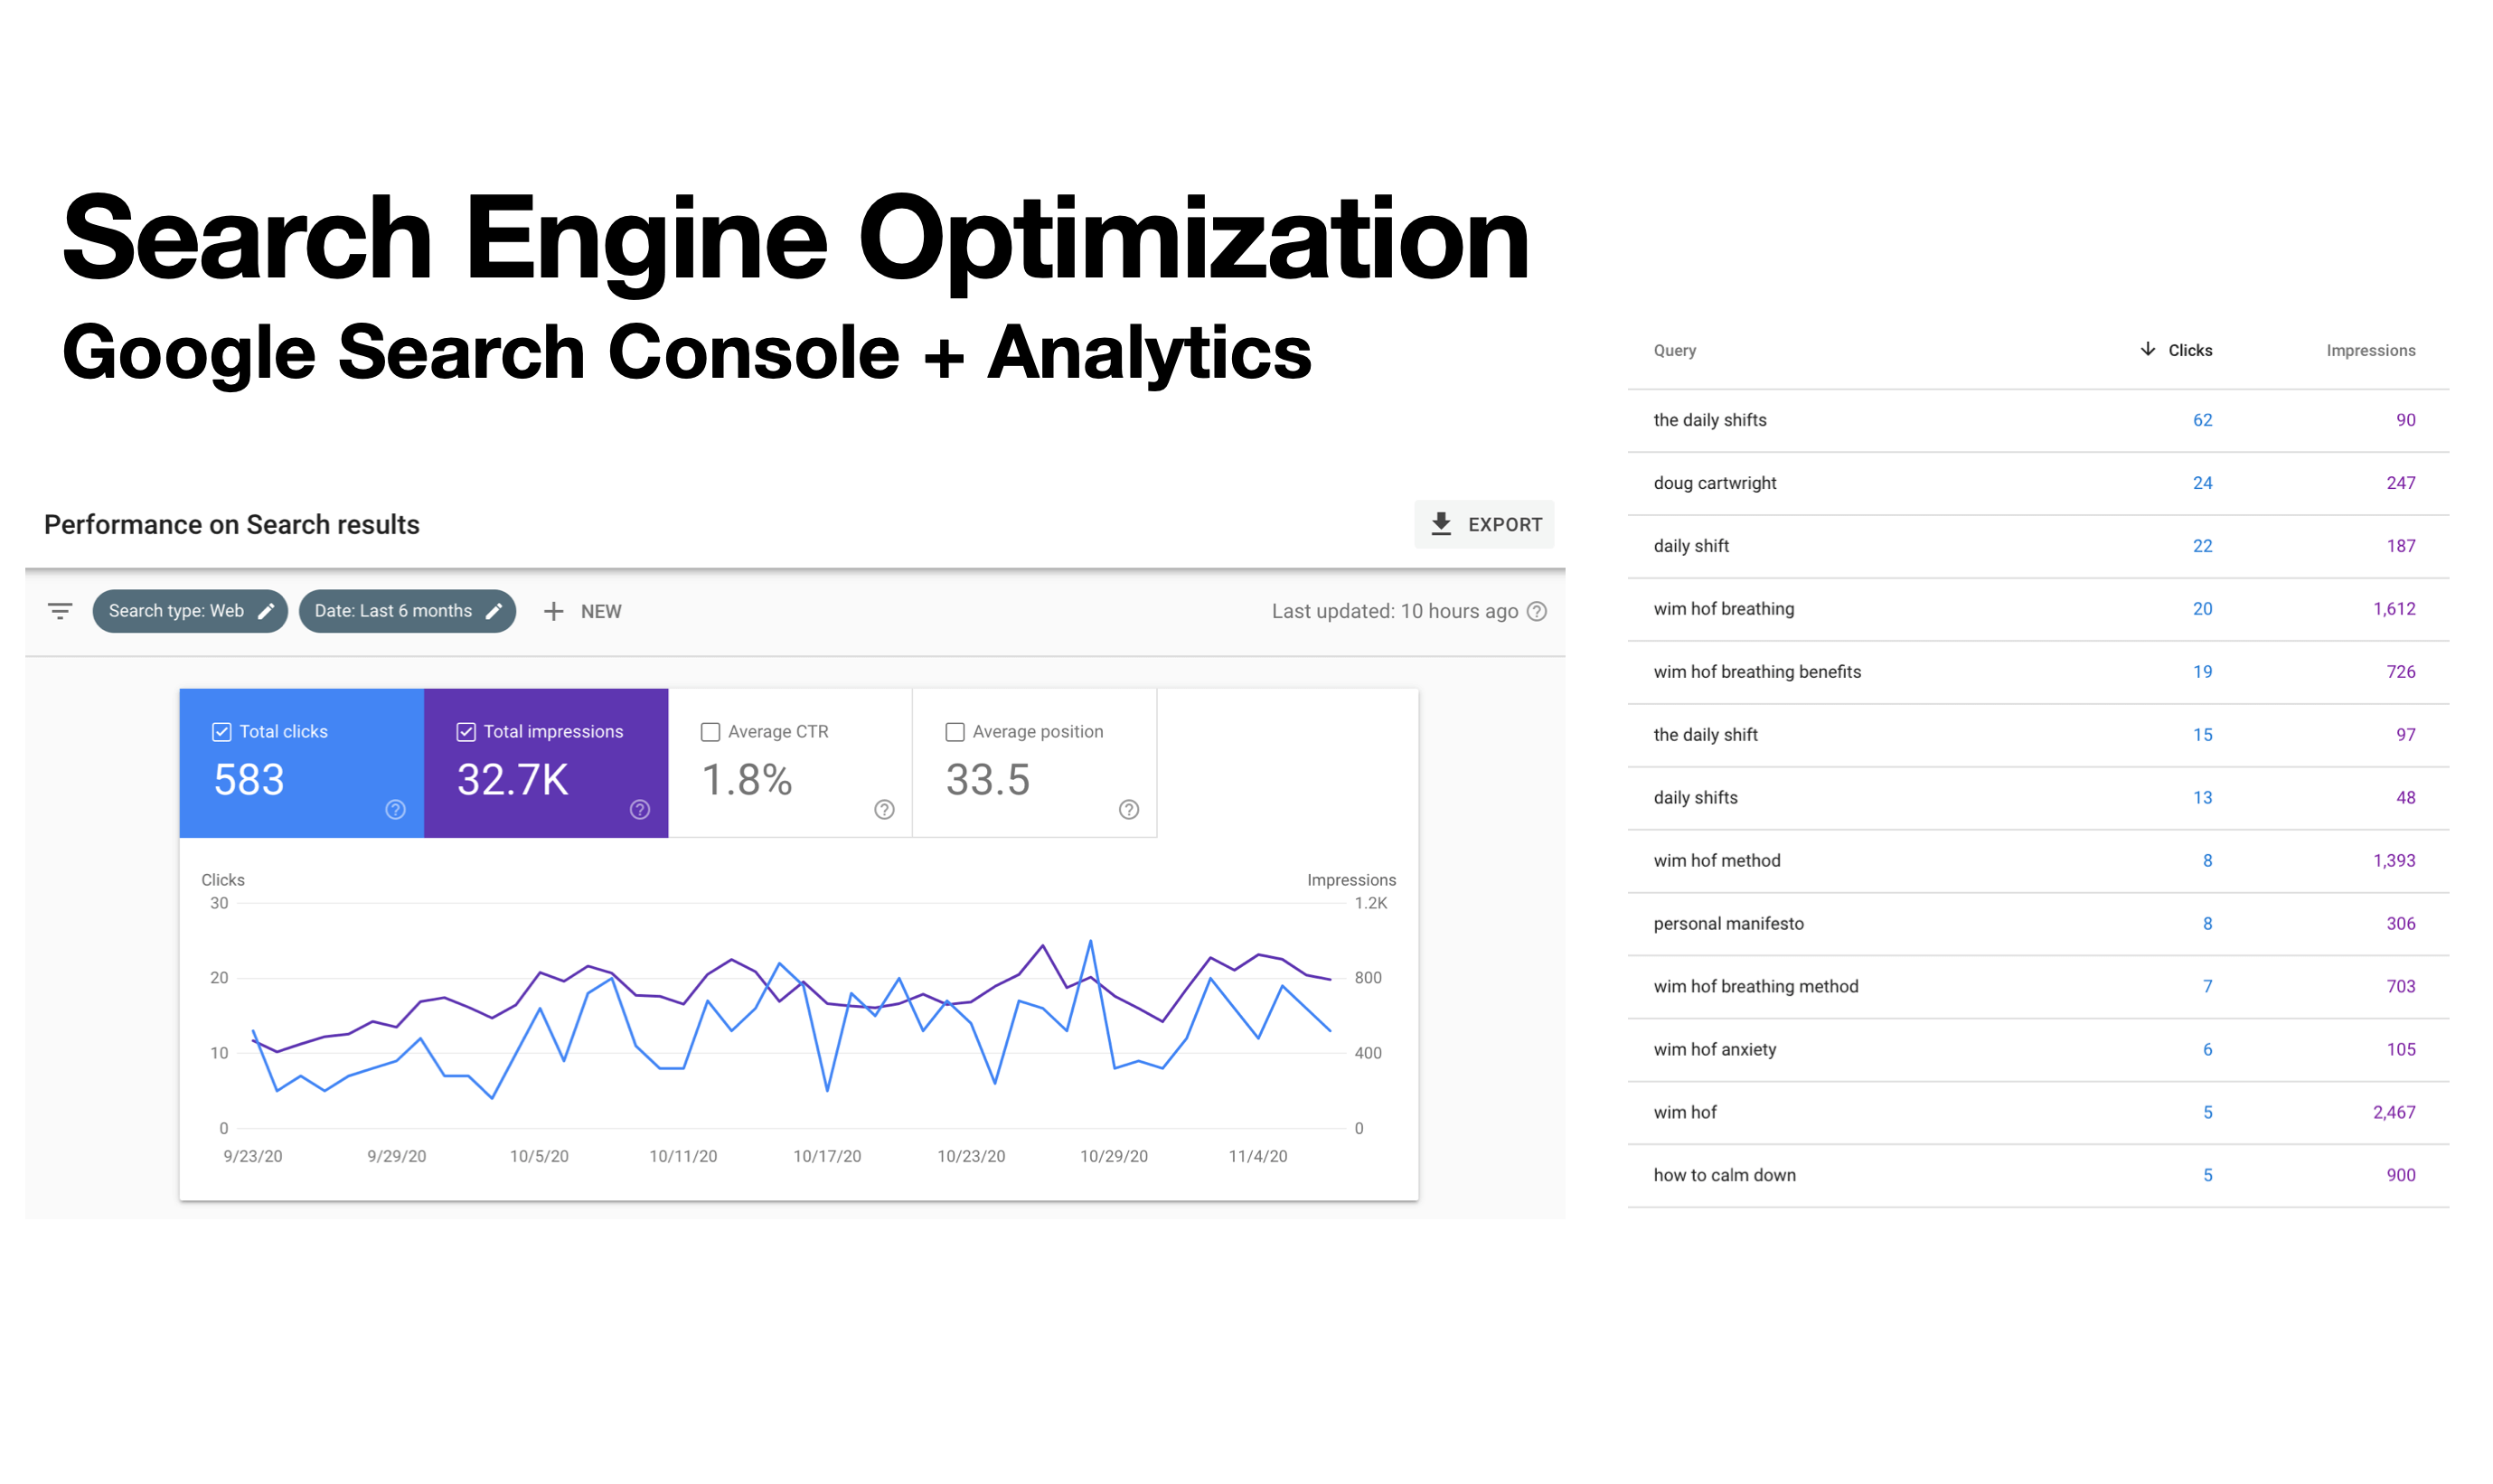 Search Engine Optimization
Google Search Console + Analytics
Performance on Search results
EXPORT
Search type: Web
Date: Last 6 months
NEW
Last updated: 10 hours ago
Total clicks
583
Total impressions
32.7K
Average CTR
1.8%
Average position
33.5
Clicks
Impressions
30
1.2K
20
800
10
400
0
0
9/23/20 9/29/20 10/5/20 10/11/20 10/17/20 10/23/20 10/29/20 11/4/20
Query Clicks Impressions
the daily shifts 62 90
doug cartwright 24 247
daily shift 22 187
wim hof breathing 20 1,612
wim hof breathing benefits 19 726
the daily shift 15 97
daily shifts 13 48
wim hof method 8 1,393
personal manifesto 8 306
wim hof breathing method 7 703
wim hof anxiety 6 105
wim hof 5 2,467
how to calm down 5 900